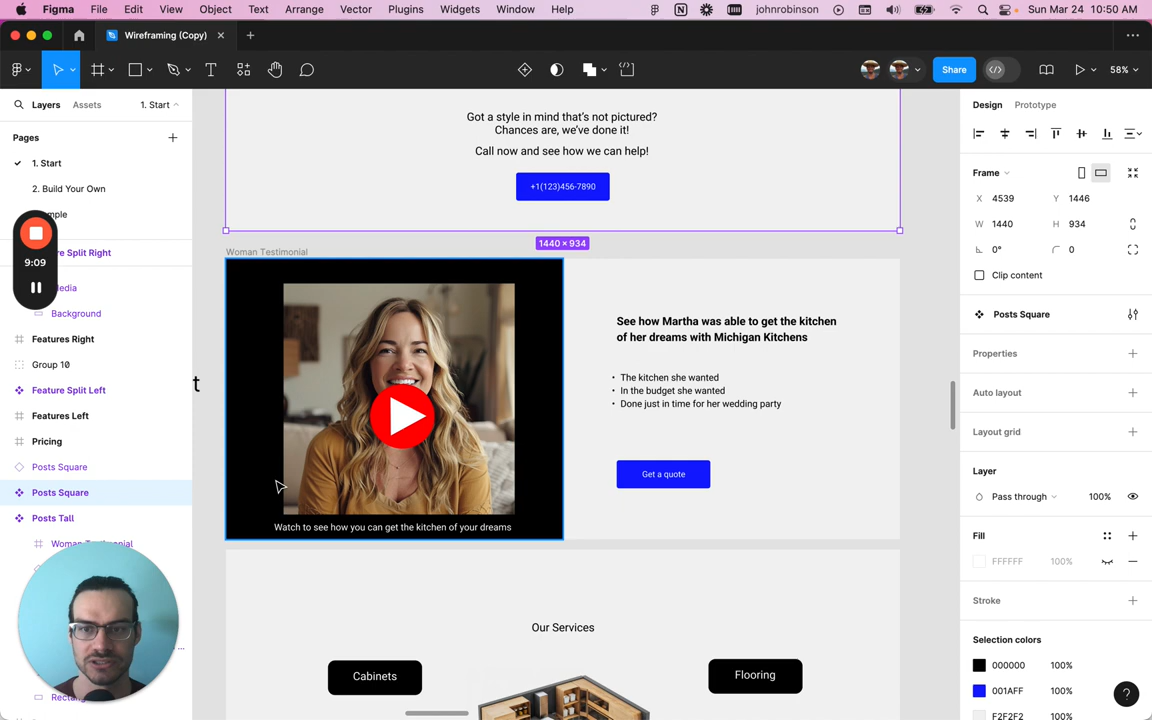 Figma File Edit View Object Text Arrange Vector Plugins Widgets Window Help johnrobinson Sun Mar 24 10:50 AM
Wireframing (Copy)
Share 58%
Layers Assets 1. Start
Pages
1. Start
2. Build Your Own
mple
re Split Right
9:09
Media
Background
Features Right
Group 10
Feature Split Left
Features Left
Pricing
Posts Square
Posts Square
Posts Tall
Woman Testimonial
Got a style in mind that's not pictured?
Chances are, we've done it!
Call now and see how we can help!
+1(123)456-7890
1440 × 934
Woman Testimonial
t
See how Martha was able to get the kitchen
of her dreams with Michigan Kitchens
• The kitchen she wanted
• In the budget she wanted
• Done just in time for her wedding party
Get a quote
Watch to see how you can get the kitchen of your dreams
Our Services
Cabinets
Flooring
Design Prototype
Frame
X 4539 Y 1446
W 1440 H 934
0° 0
Clip content
Posts Square
Properties
Auto layout
Layout grid
Layer
Pass through 100%
Fill
FFFFFF 100%
Stroke
Selection colors
000000 100%
001AFF 100%
F2F2F2 100%
?